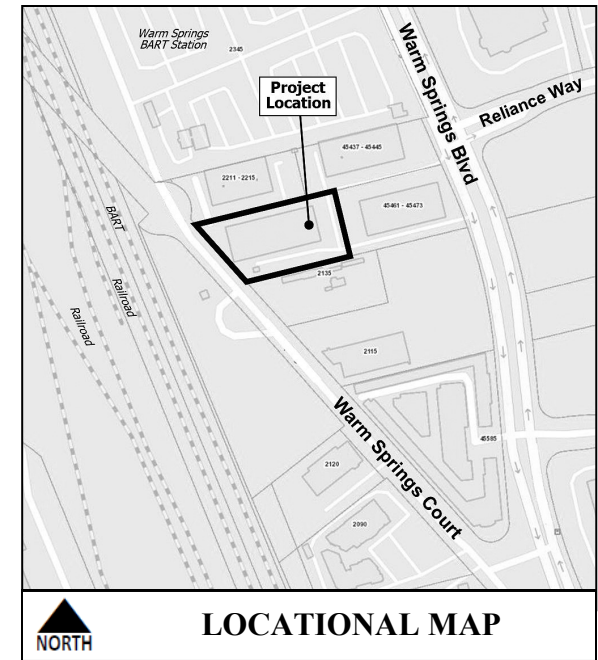 Warm Springs
BART Station
2345
Warm Springs Blvd
Reliance Way
Project
Location
45437 - 45445
2211 - 2215
45461 - 45473
BART
Railroad
Railroad
2135
2115
Warm Springs Court
45585
2120
2090
NORTH
LOCATIONAL MAP